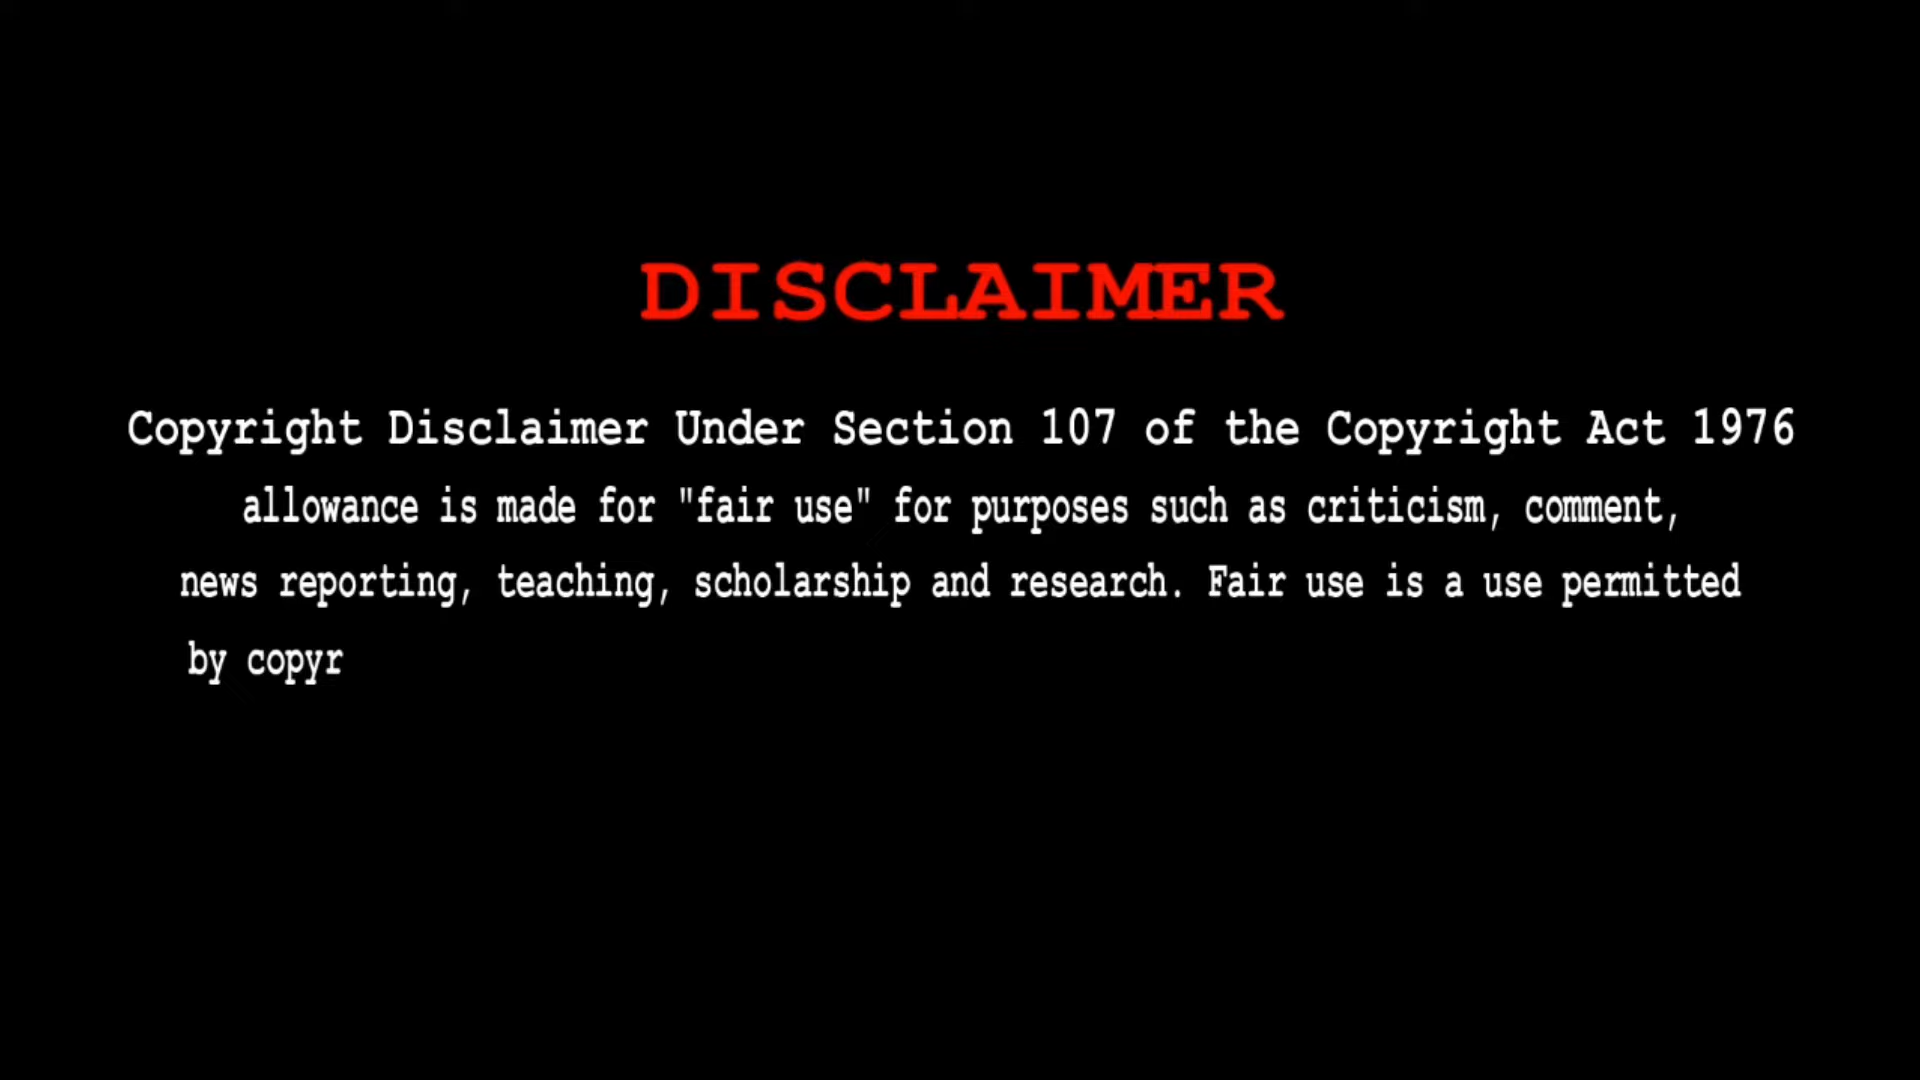 DISCLAIMER
Copyright Disclaimer Under Section 107 of the Copyright Act 1976
allowance is made for "fair use" for purposes such as criticism, comment,
news reporting, teaching, scholarship and research. Fair use is a use permitted
by copyr